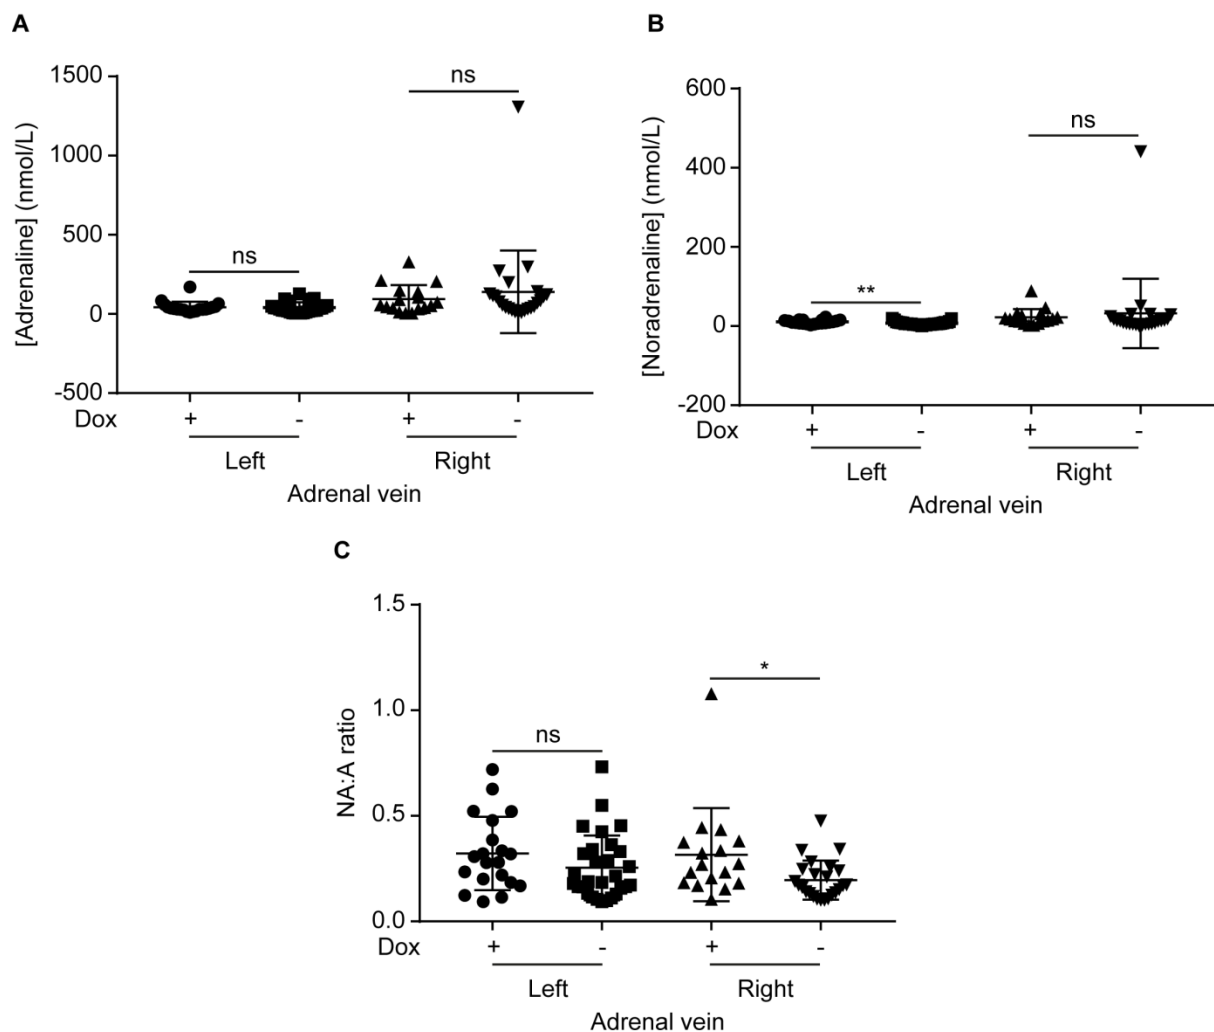 A
[Adrenaline] (nmol/L)
1500
1000
500
0
-500
ns
ns
Dox + - + -
Left Right
Adrenal vein
B
[Noradrenaline] (nmol/L)
600
400
200
0
-200
**
ns
Dox + - + -
Left Right
Adrenal vein
C
NA:A ratio
1.5
1.0
0.5
0.0
ns
*
Dox + - + -
Left Right
Adrenal vein